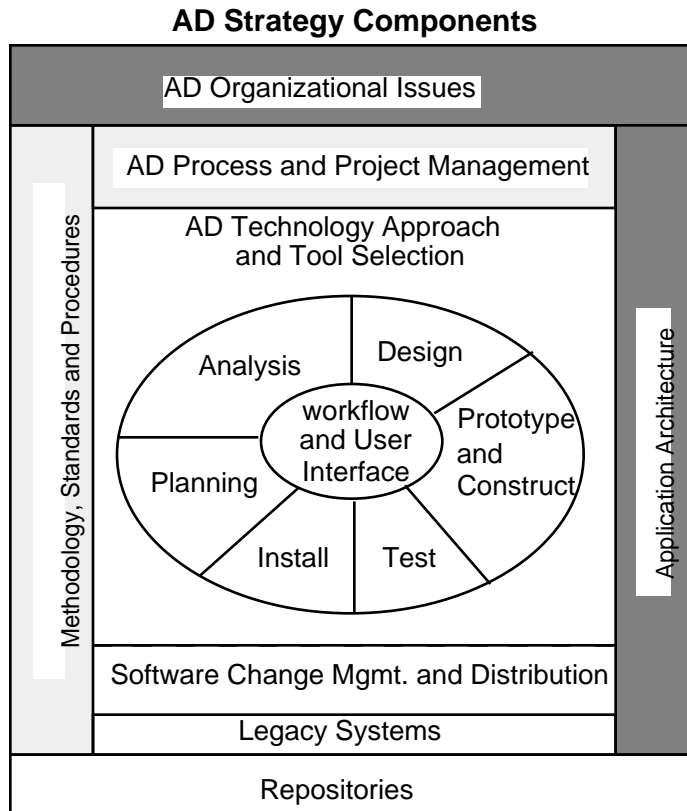 AD Strategy Components
AD Organizational Issues
AD Process and Project Management
Methodology, Standards and Procedures
AD Technology Approach
and Tool Selection
Application Architecture
Analysis
Design
workflow
and User
Interface
Prototype
and
Construct
Planning
Install
Test
Software Change Mgmt. and Distribution
Legacy Systems
Repositories